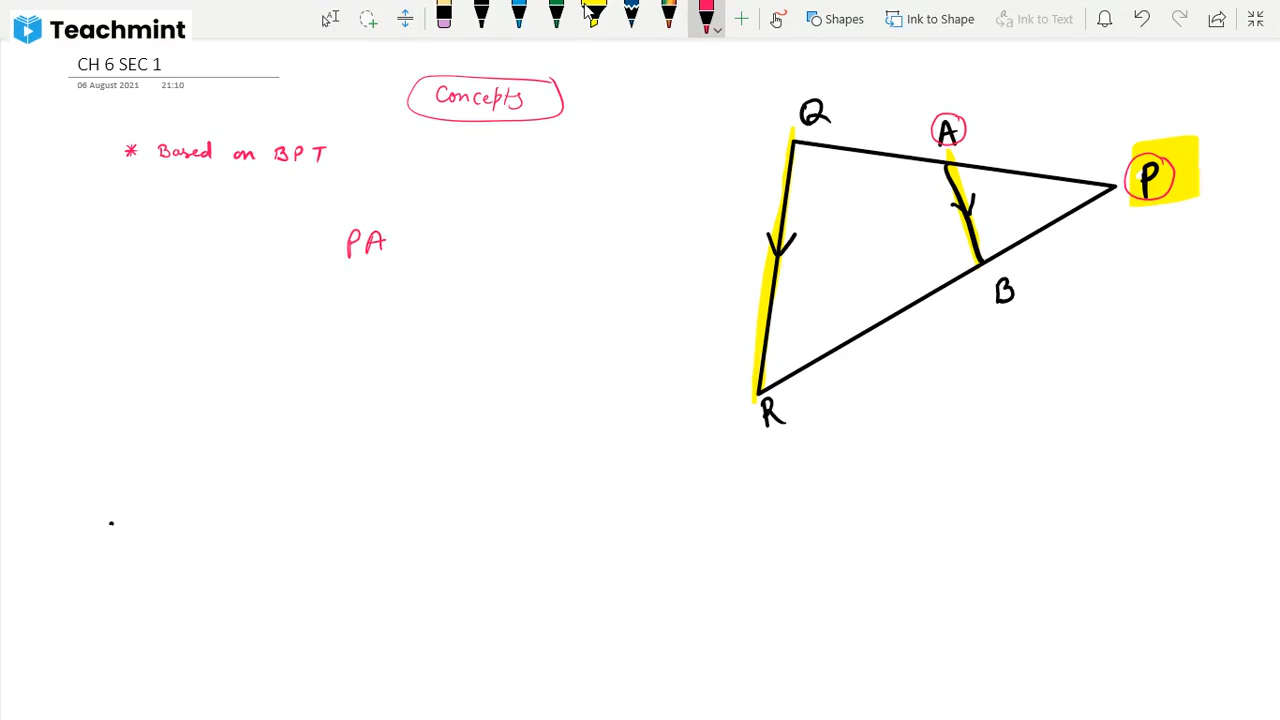 Teachmint
Shapes
Ink to Shape
Ink to Text
CH 6 SEC 1
06 August 2021 21:10
Concepts
* Based on BPT
PA
Q
A
P
B
R